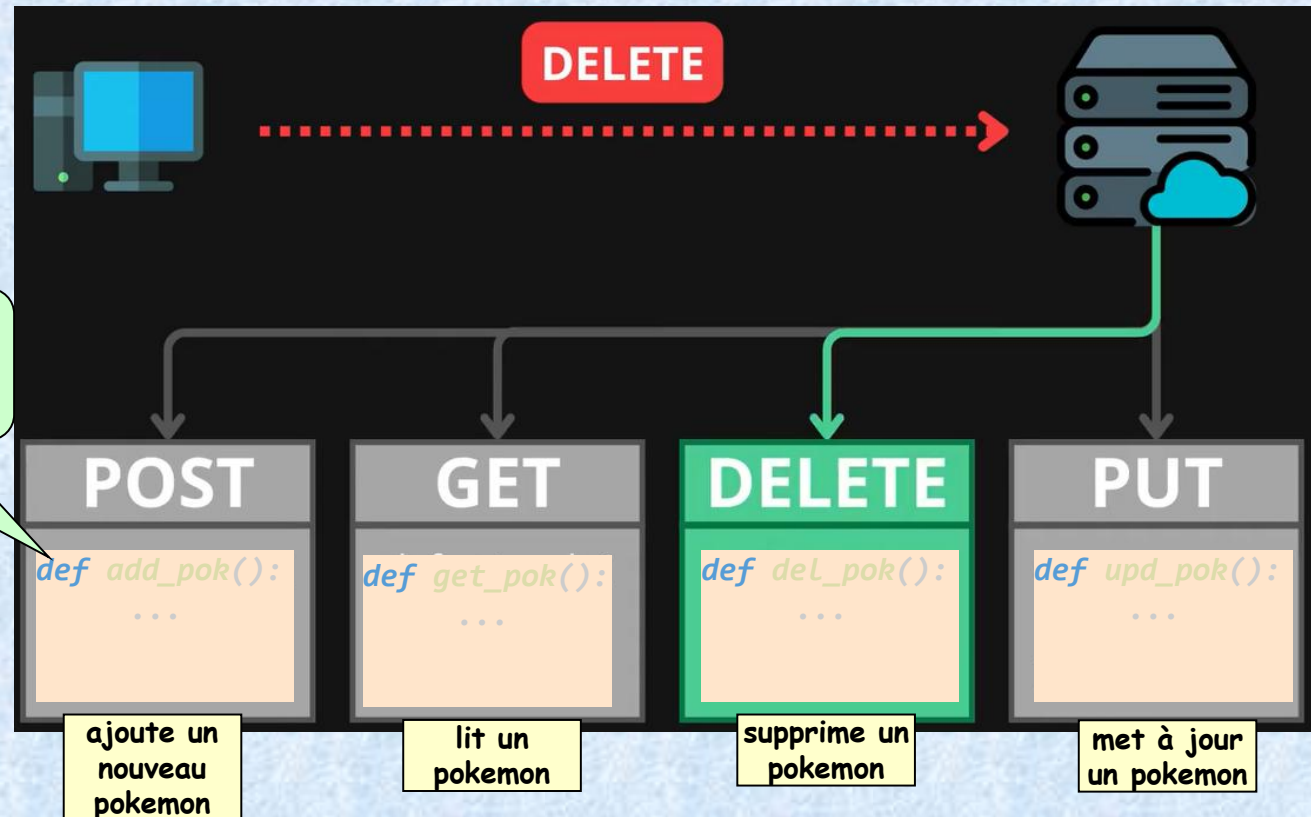 DELETE
POST
GET
DELETE
PUT
def add_pok():
...
def get_pok():
...
def del_pok():
...
def upd_pok():
...
ajoute un
nouveau
pokemon
lit un
pokemon
supprime un
pokemon
met à jour
un pokemon